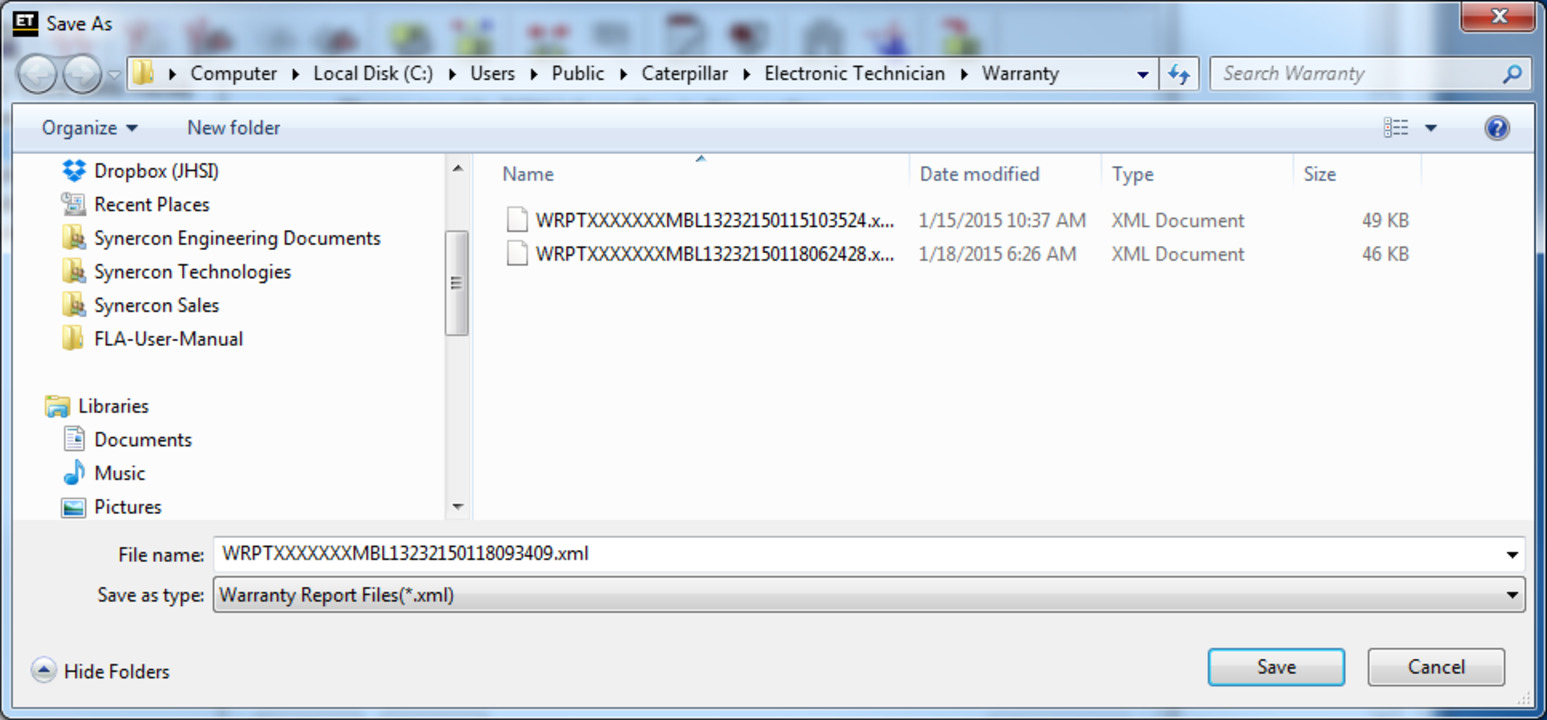 ET Save As
Computer Local Disk (C:) Users Public Caterpillar Electronic Technician Warranty Search Warranty
Organize New folder
Name Date modified Type Size
Dropbox (JHSI)
Recent Places
Synercon Engineering Documents
Synercon Technologies
Synercon Sales
FLA-User-Manual
Libraries
Documents
Music
Pictures
WRPTXXXXXXXMBL13232150115103524.x... 1/15/2015 10:37 AM XML Document 49 KB
WRPTXXXXXXXMBL13232150118062428.x... 1/18/2015 6:26 AM XML Document 46 KB
File name: WRPTXXXXXXXMBL13232150118093409.xml
Save as type: Warranty Report Files(*.xml)
Hide Folders Save Cancel